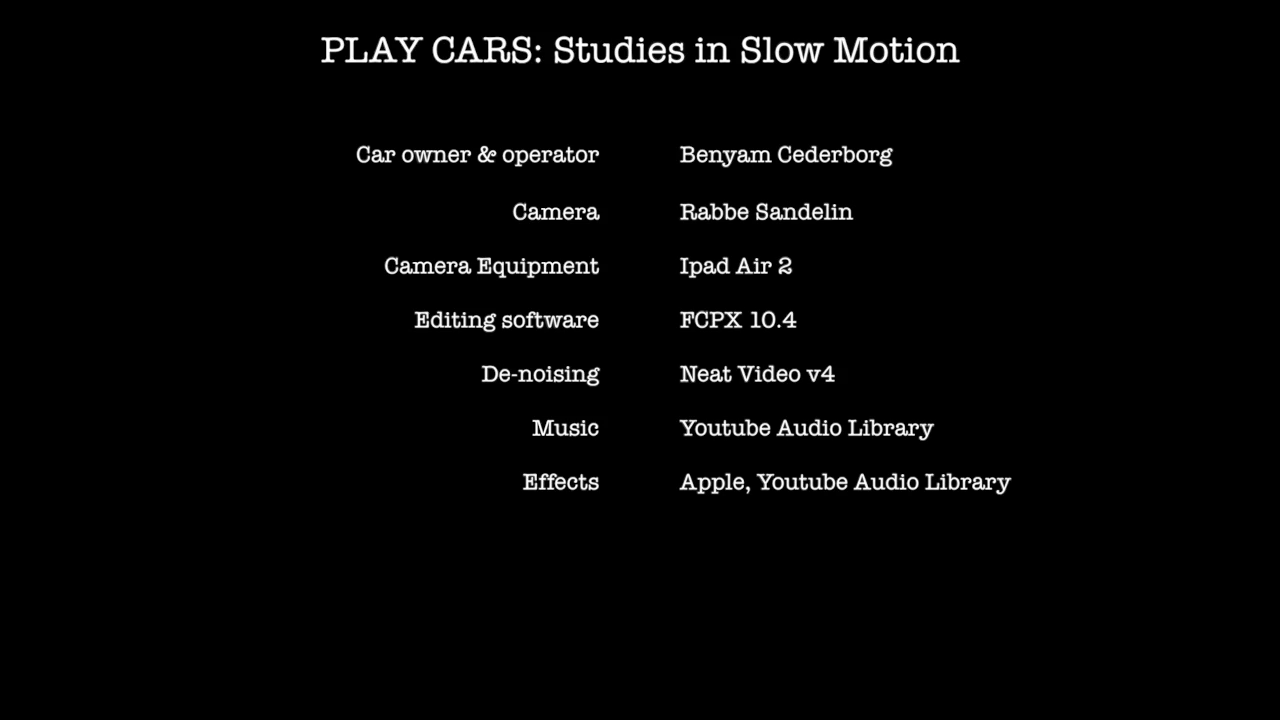 PLAY CARS: Studies in Slow Motion
Car owner & operator Benyam Cederborg
Camera Rabbe Sandelin
Camera Equipment Ipad Air 2
Editing software FCPX 10.4
De-noising Neat Video v4
Music Youtube Audio Library
Effects Apple, Youtube Audio Library